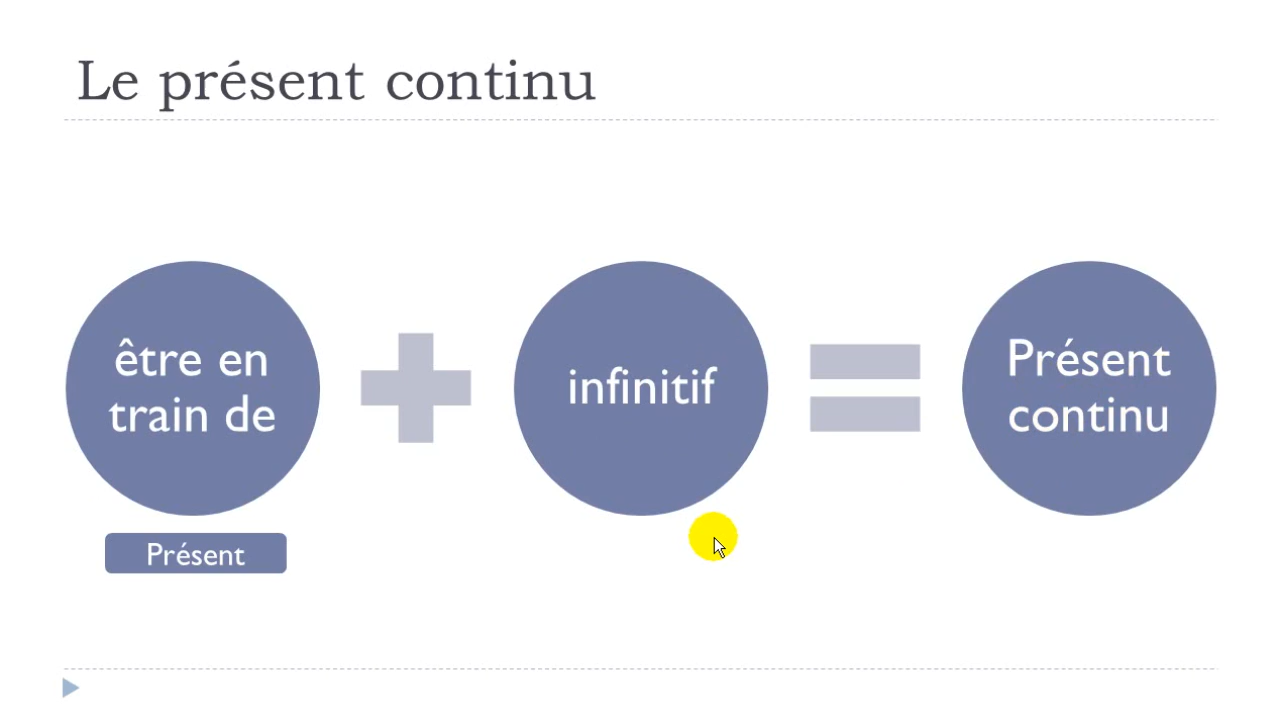 Le présent continu
être en
train de
infinitif
Présent
continu
Présent